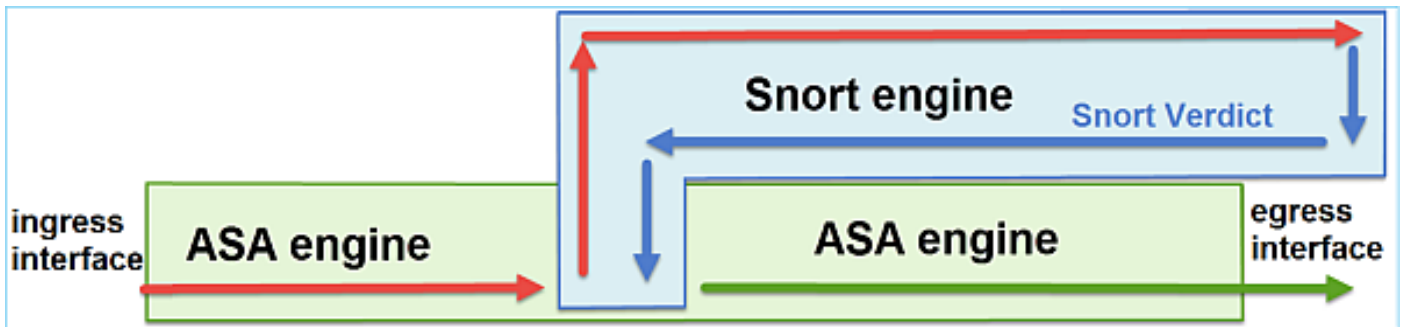 Snort engine
Snort Verdict
ingress
interface
ASA engine
ASA engine
egress
interface